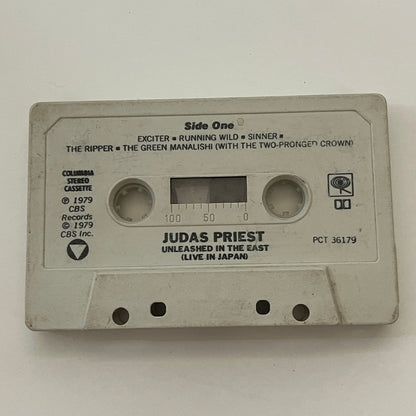 Side One
EXCITER ▪ RUNNING WILD ▪ SINNER ▪
THE RIPPER ▪ THE GREEN MANALISHI (WITH THE TWO-PRONGED CROWN)
COLUMBIA
STEREO
CASSETTE
℗ 1979
CBS
Records
© 1979
CBS Inc.
100 50 0
JUDAS PRIEST
UNLEASHED IN THE EAST
(LIVE IN JAPAN)
PCT 36179